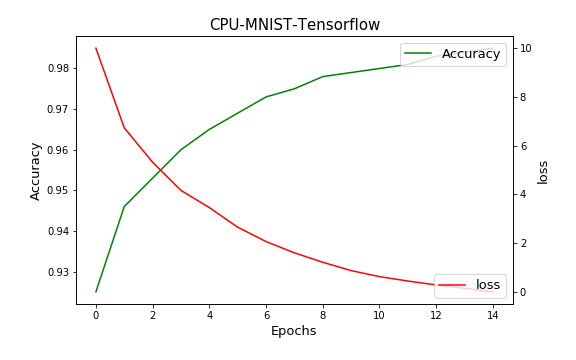 CPU-MNIST-Tensorflow
Accuracy
loss
0.98
0.97
0.96
0.95
0.94
0.93
Accuracy
10
8
6
4
2
0
loss
0 2 4 6 8 10 12 14
Epochs